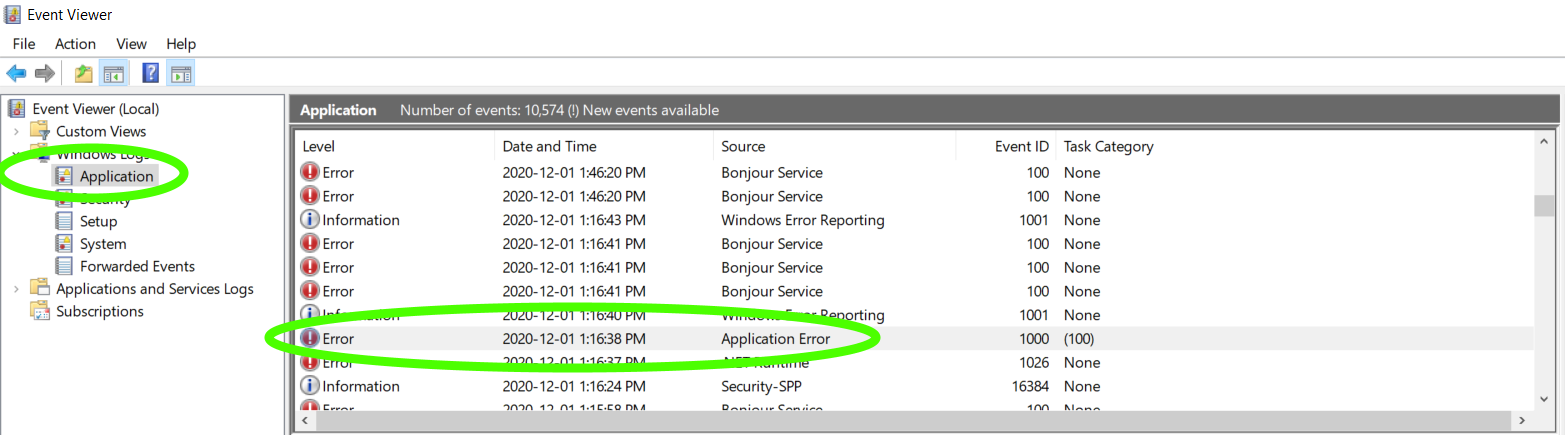 Event Viewer
File Action View Help
Event Viewer (Local)
Custom Views
Windows Logs
Application
Security
Setup
System
Forwarded Events
Applications and Services Logs
Subscriptions
Application Number of events: 10,574 (!) New events available
Level Date and Time Source Event ID Task Category
Error 2020-12-01 1:46:20 PM Bonjour Service 100 None
Error 2020-12-01 1:46:20 PM Bonjour Service 100 None
Information 2020-12-01 1:16:43 PM Windows Error Reporting 1001 None
Error 2020-12-01 1:16:41 PM Bonjour Service 100 None
Error 2020-12-01 1:16:41 PM Bonjour Service 100 None
Error 2020-12-01 1:16:41 PM Bonjour Service 100 None
Information 2020-12-01 1:16:40 PM Windows Error Reporting 1001 None
Error 2020-12-01 1:16:38 PM Application Error 1000 (100)
Error 2020-12-01 1:16:37 PM .NET Runtime 1026 None
Information 2020-12-01 1:16:24 PM Security-SPP 16384 None
Error 2020-12-01 1:15:58 PM Bonjour Service 100 None